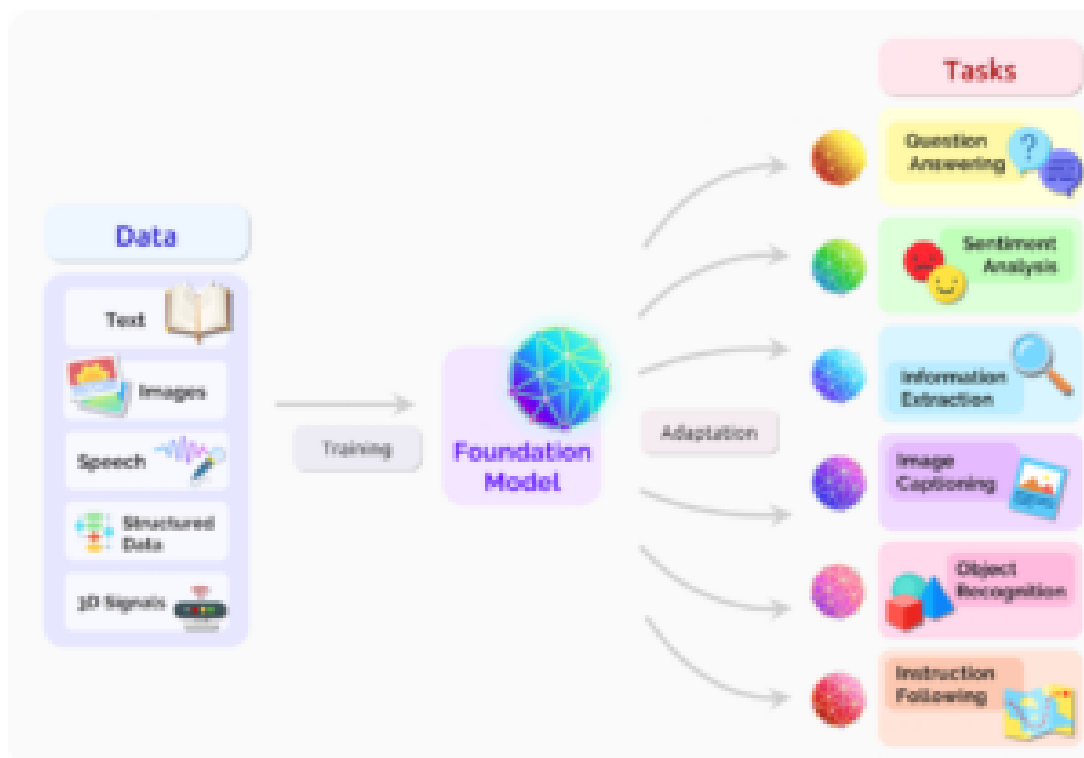 Tasks
Question
Answering
Sentiment
Analysis
Data
Text
Images
Information
Extraction
Training
Foundation
Model
Adaptation
Speech
Image
Captioning
Structured
Data
3D Signals
Object
Recognition
Instruction
Following